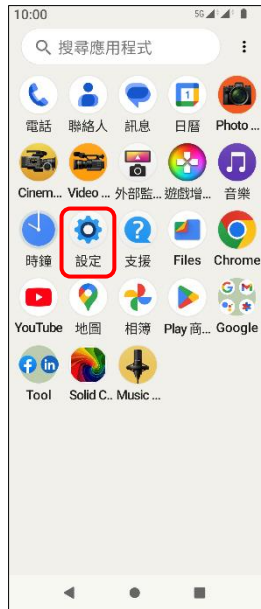 10:00 5G
搜尋應用程式
電話 聯絡人 訊息 日曆 Photo ...
Cinem... Video ... 外部監... 遊戲增... 音樂
時鐘 設定 支援 Files Chrome
YouTube 地圖 相簿 Play 商... Google
Tool Solid C.. Music ...